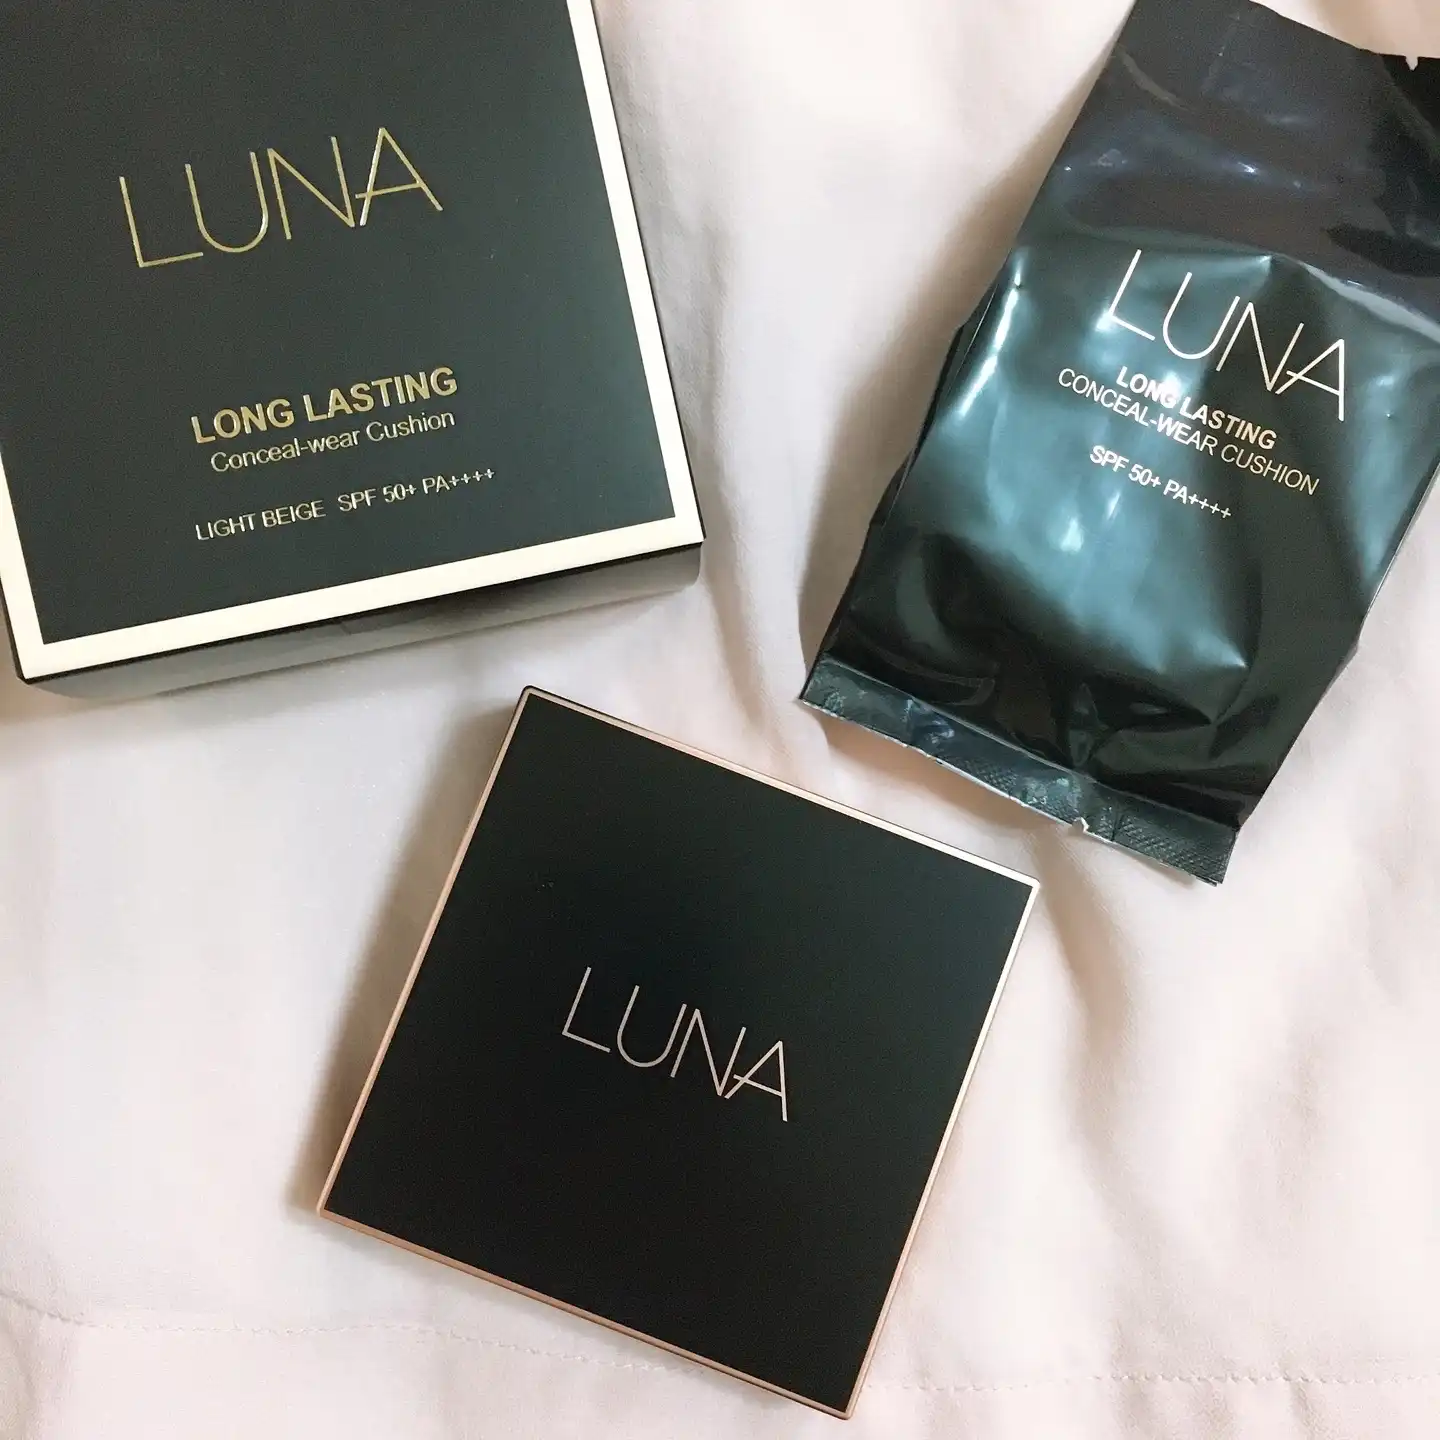 LUNA
LONG LASTING
Conceal-wear Cushion
LIGHT BEIGE SPF 50+ PA++++
LUNA
LONG LASTING
CONCEAL-WEAR CUSHION
SPF 50+ PA++++
LUNA